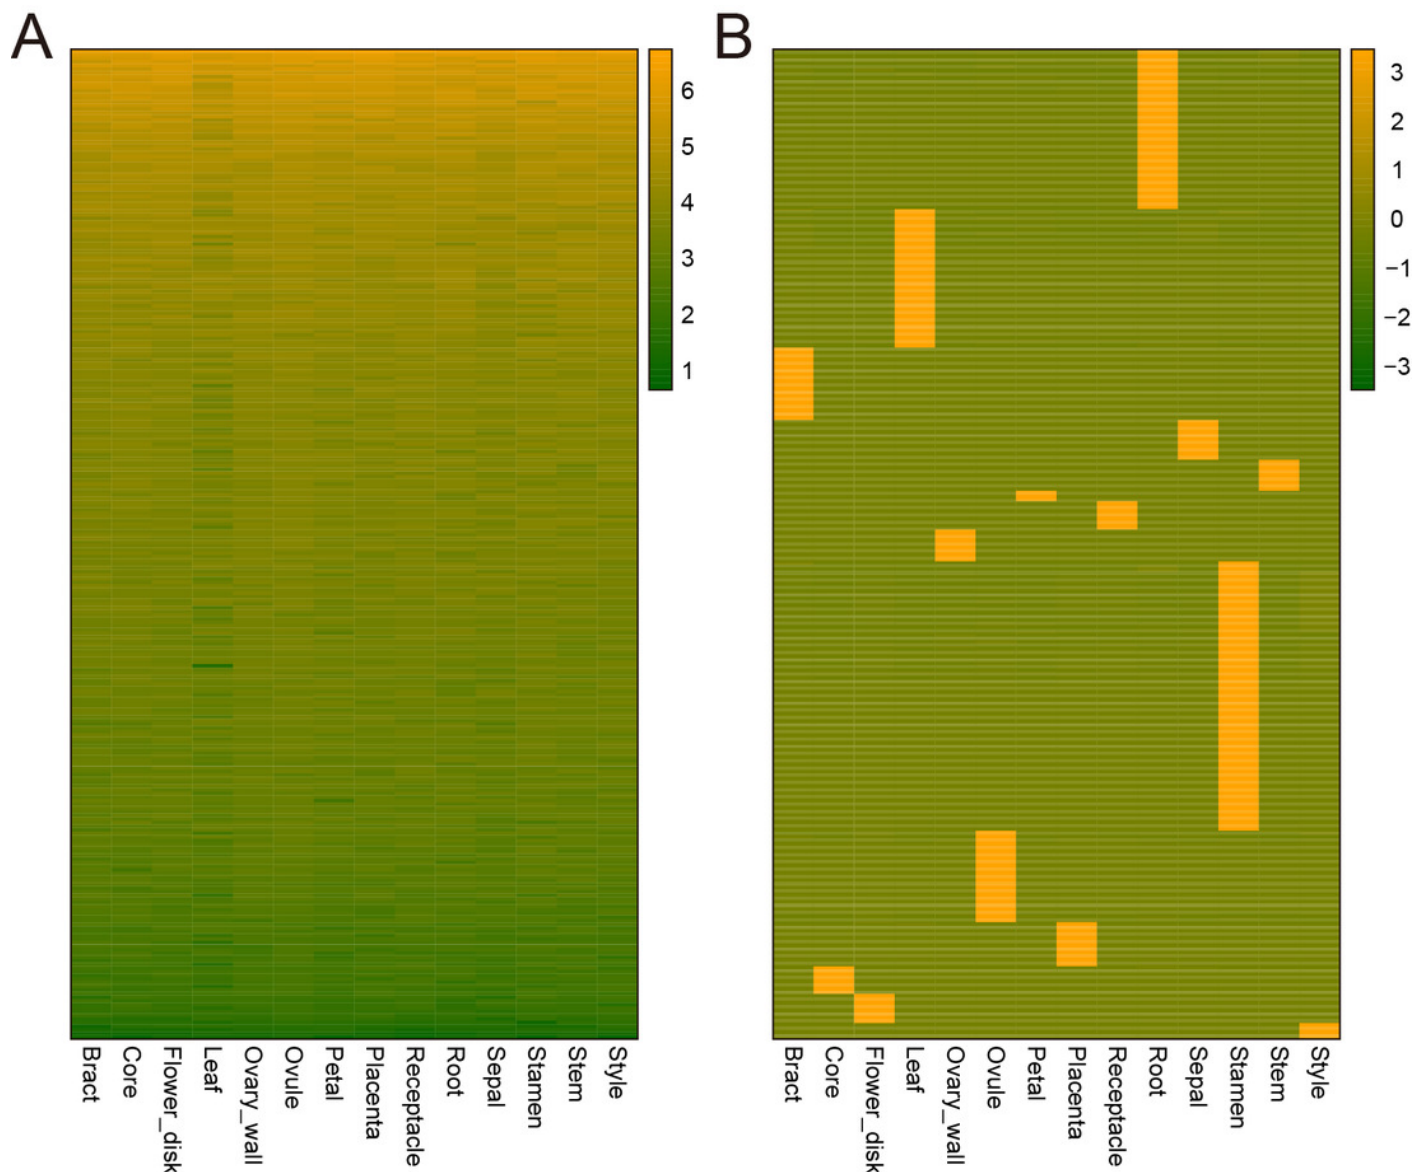 A
6
5
4
3
2
1
Bract
Core
Flower_disk
Leaf
Ovary_wall
Ovule
Petal
Placenta
Receptacle
Root
Sepal
Stamen
Stem
Style
B
3
2
1
0
−1
−2
−3
Bract
Core
Flower_disk
Leaf
Ovary_wall
Ovule
Petal
Placenta
Receptacle
Root
Sepal
Stamen
Stem
Style